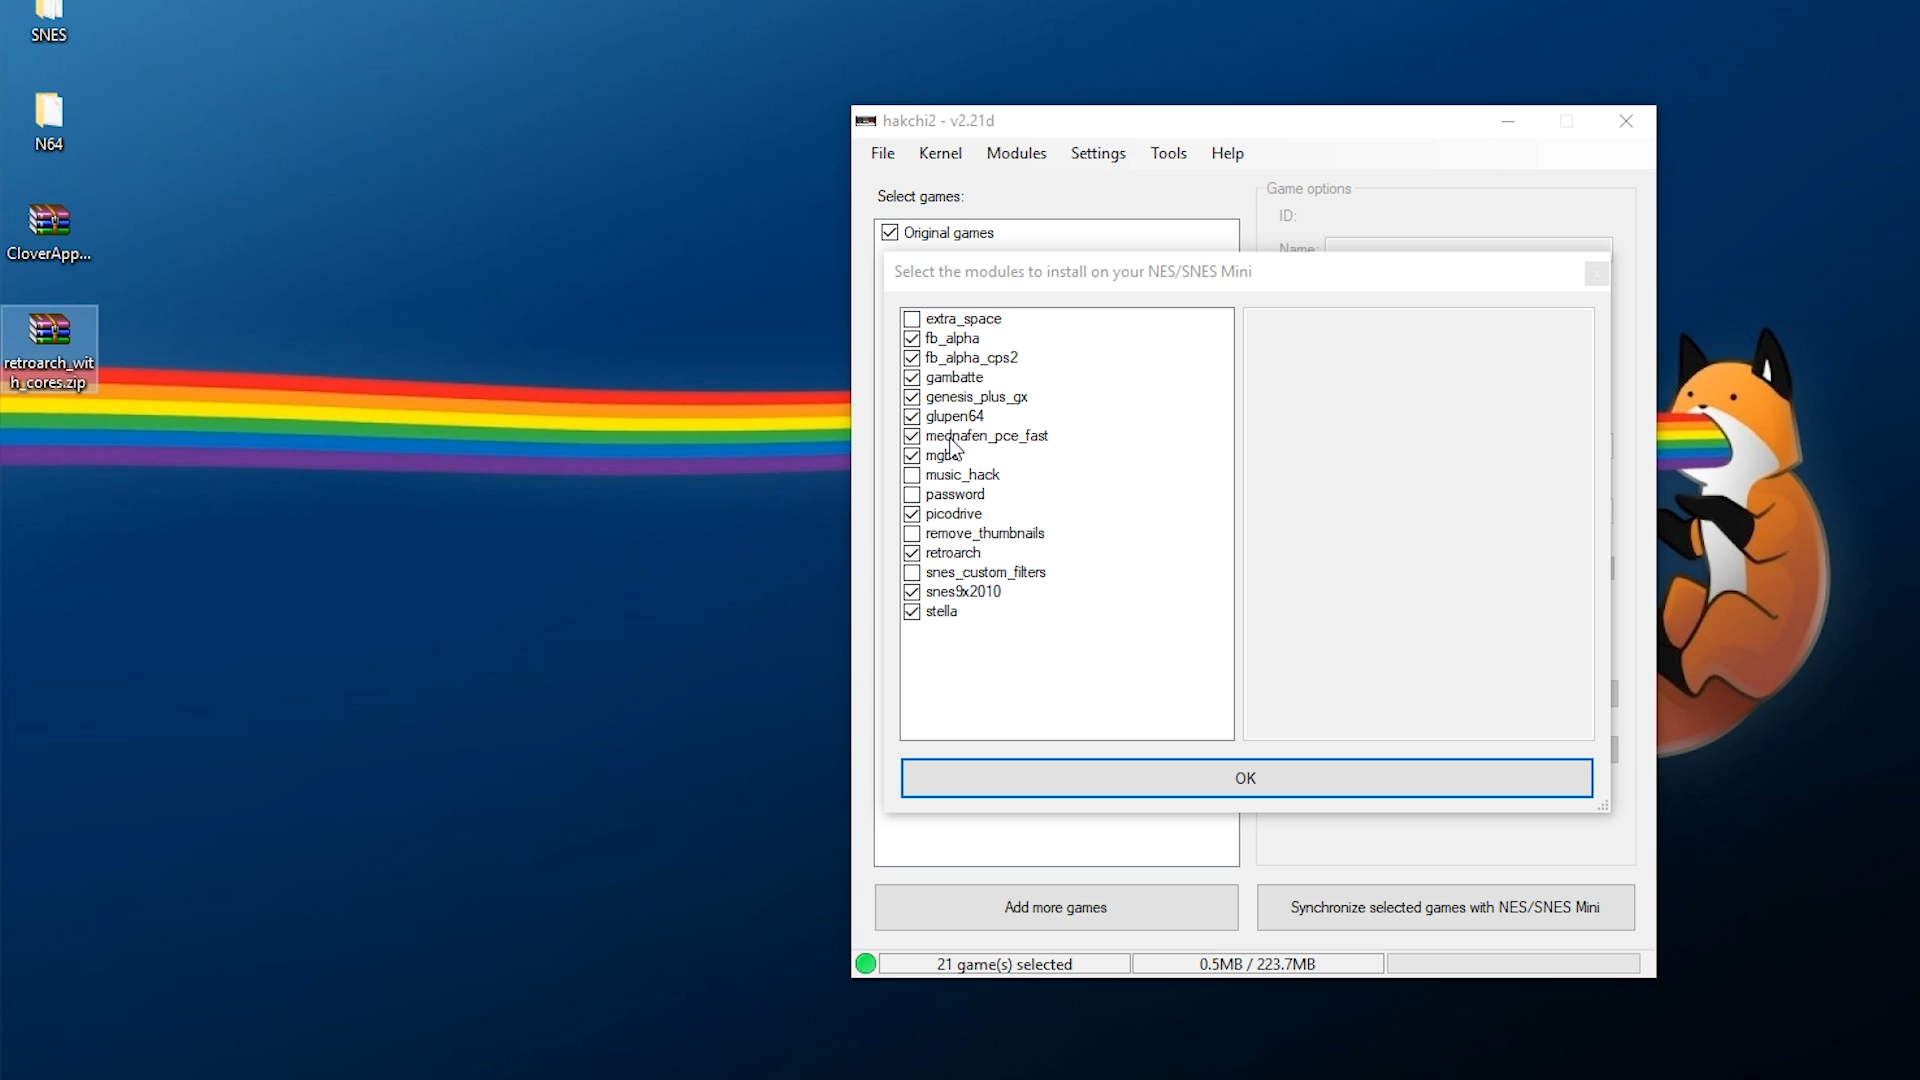 SNES
N64
CloverApp...
retroarch_wit
h_cores.zip
hakchi2 - v2.21d
File Kernel Modules Settings Tools Help
Select games:
Original games
Game options
ID:
Name:
Select the modules to install on your NES/SNES Mini
x
extra_space
fb_alpha
fb_alpha_cps2
gambatte
genesis_plus_gx
glupen64
mednafen_pce_fast
mgba
music_hack
password
picodrive
remove_thumbnails
retroarch
snes_custom_filters
snes9x2010
stella
OK
Add more games
Synchronize selected games with NES/SNES Mini
21 game(s) selected
0.5MB / 223.7MB